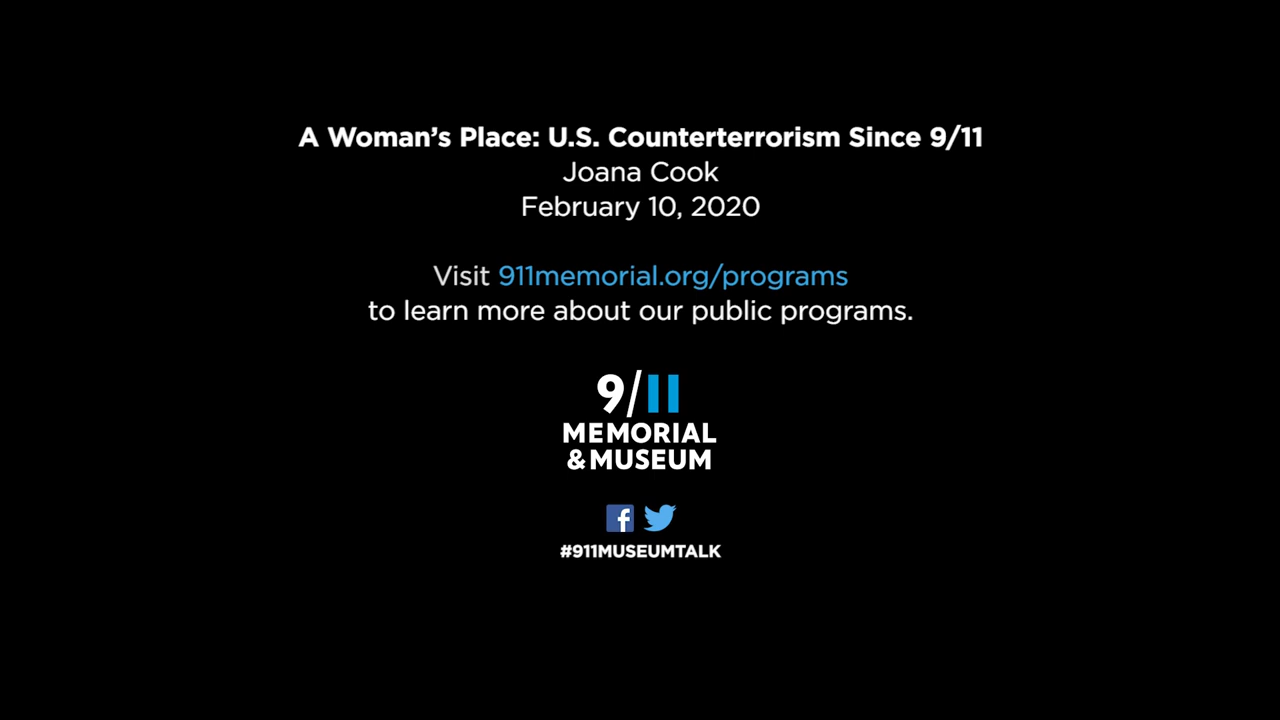 A Woman’s Place: U.S. Counterterrorism Since 9/11
Joana Cook
February 10, 2020
Visit 911memorial.org/programs
to learn more about our public programs.
9/11
MEMORIAL
& MUSEUM
#911MUSEUMTALK